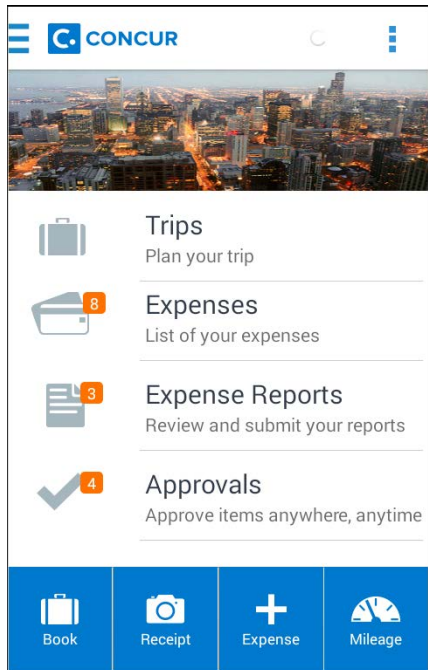 C. CONCUR
Trips
Plan your trip
8
Expenses
List of your expenses
3
Expense Reports
Review and submit your reports
4
Approvals
Approve items anywhere, anytime
Book
Receipt
Expense
Mileage